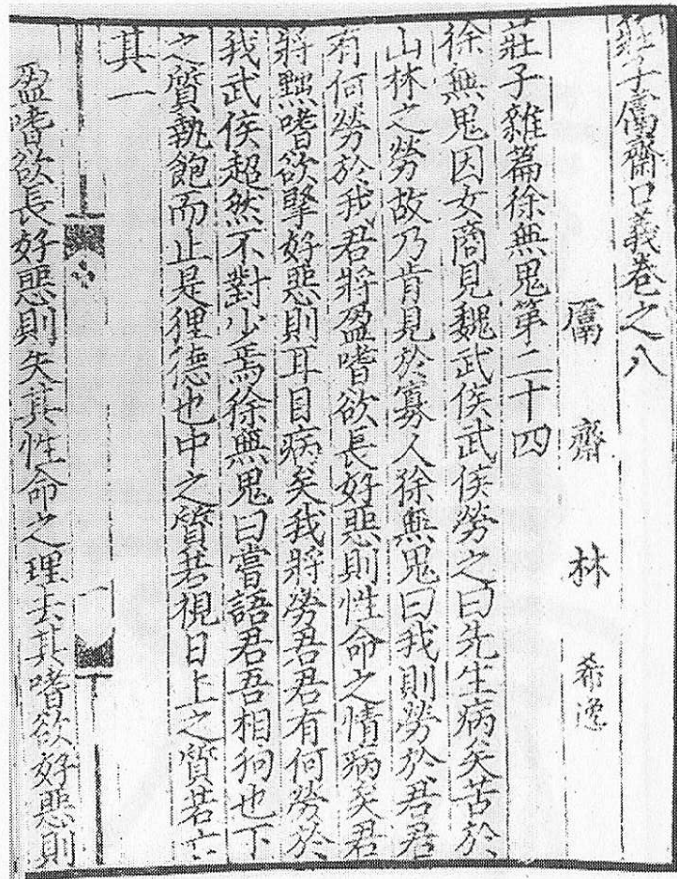 莊子鬳齋口義卷之八
鬳齋林希逸
莊子雜篇徐無鬼第二十四
徐無鬼因女商見魏武侯武侯勞之曰先生病矣苦於
山林之勞故乃肯見於寡人徐無鬼曰我則勞於君君
有何勞於我君將盈嗜欲長好惡則性命之情病矣君
將黜嗜欲掔好惡則耳目病矣我將勞君君有何勞於
我武侯超然不對少焉徐無鬼曰嘗語君吾相狗也下
之質執飽而止是狸德也中之質若視日上之質若亡
其一
盈嗜欲長好惡則失其性命之理去其嗜欲好惡則